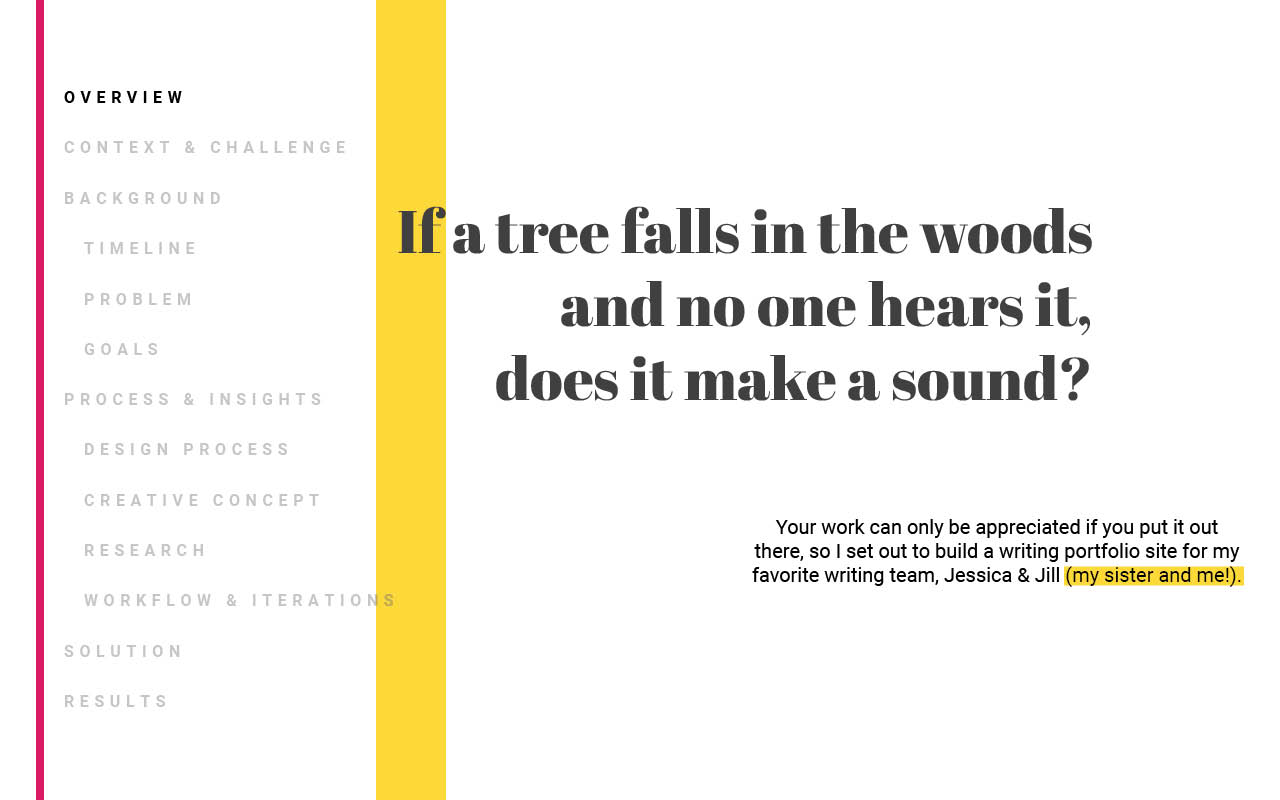 OVERVIEW
CONTEXT & CHALLENGE
BACKGROUND
TIMELINE
PROBLEM
GOALS
PROCESS & INSIGHTS
DESIGN PROCESS
CREATIVE CONCEPT
RESEARCH
WORKFLOW & ITERATIONS
SOLUTION
RESULTS
If a tree falls in the woods
and no one hears it,
does it make a sound?
Your work can only be appreciated if you put it out
there, so I set out to build a writing portfolio site for my
favorite writing team, Jessica & Jill (my sister and me!).